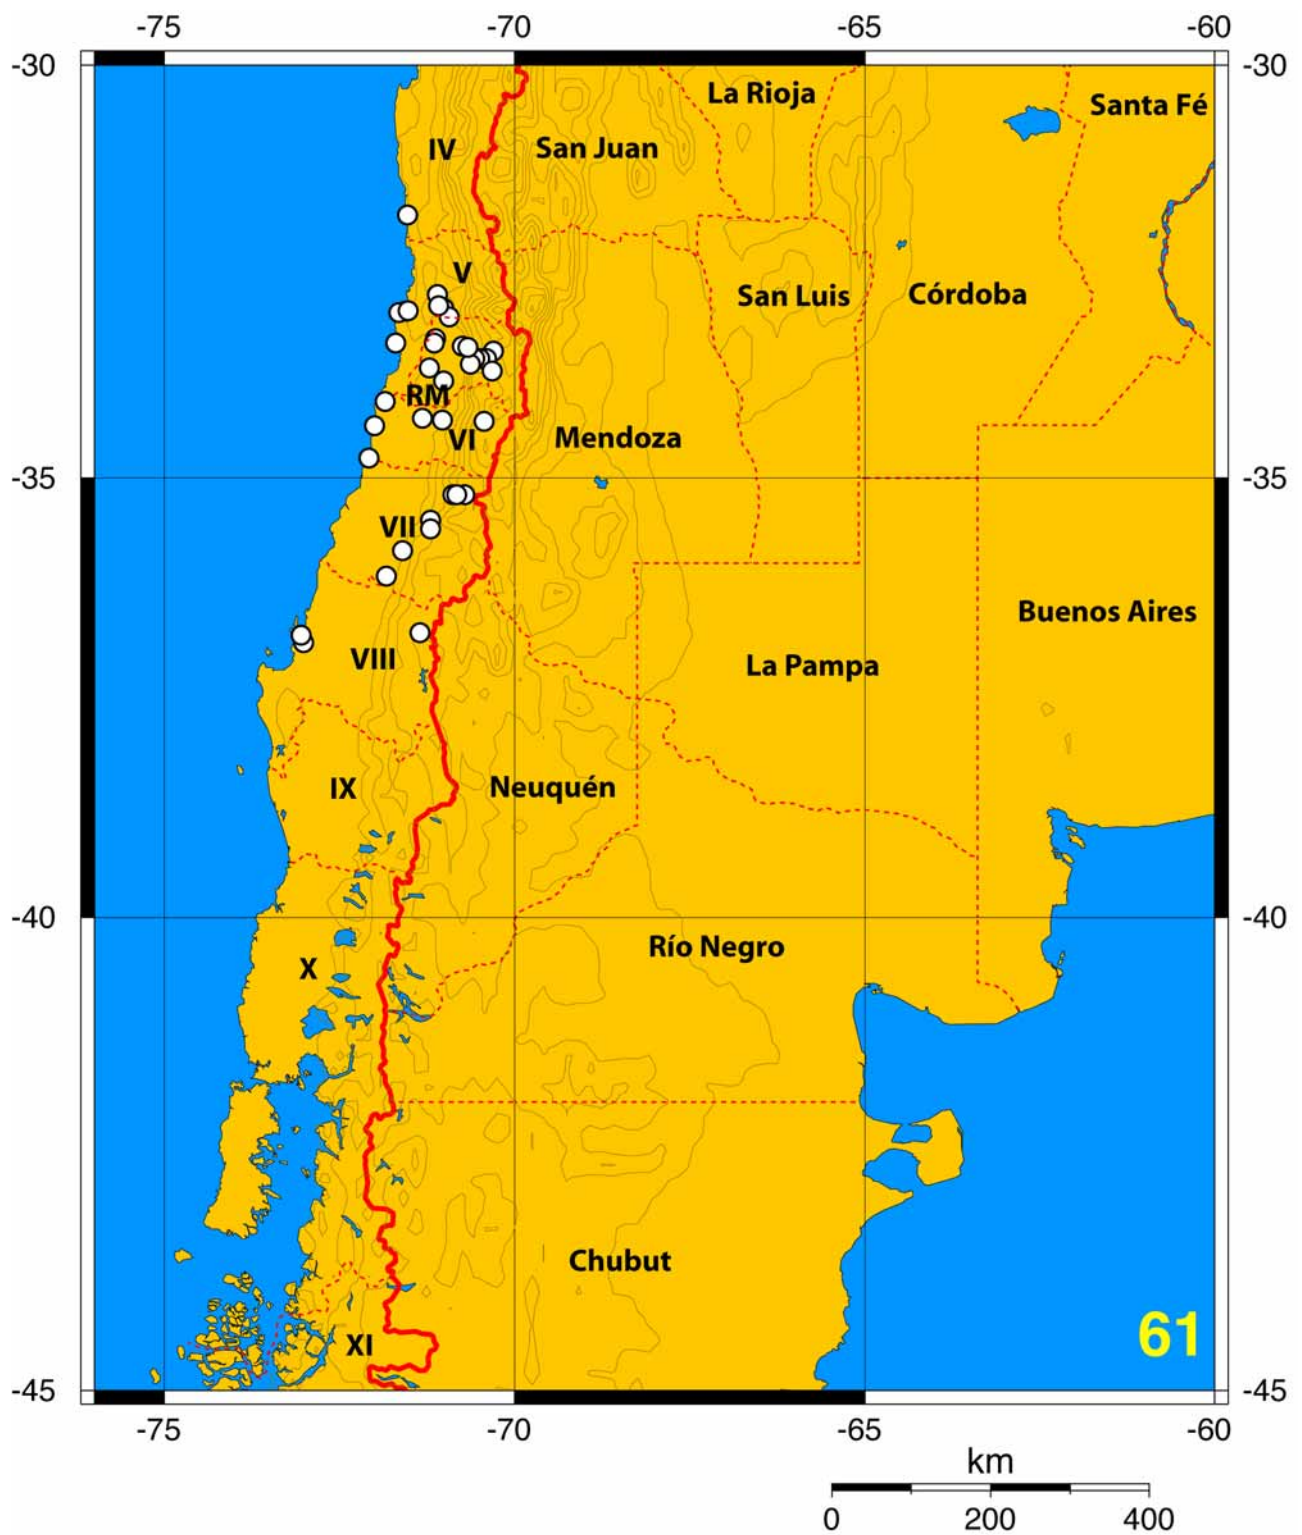 -75 -70 -65 -60
-30 -30
La Rioja
Santa Fé
IV San Juan
V
San Luis Córdoba
RM
VI Mendoza
-35 -35
VII
Buenos Aires
VIII La Pampa
IX Neuquén
-40 -40
Río Negro
X
Chubut
61
XI
-45 -45
-75 -70 -65 -60
km
0 200 400